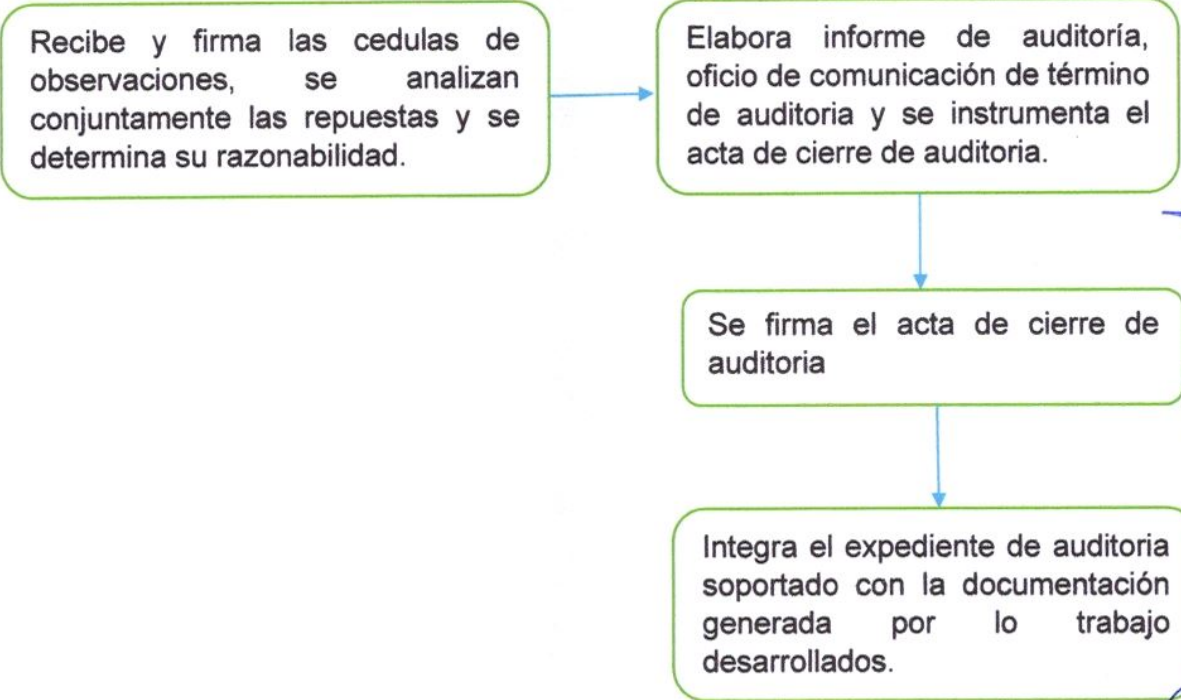 Recibe y firma las cedulas de
observaciones, se analizan
conjuntamente las repuestas y se
determina su razonabilidad.
Elabora informe de auditoría,
oficio de comunicación de término
de auditoria y se instrumenta el
acta de cierre de auditoria.
Se firma el acta de cierre de
auditoria
Integra el expediente de auditoria
soportado con la documentación
generada por lo trabajo
desarrollados.